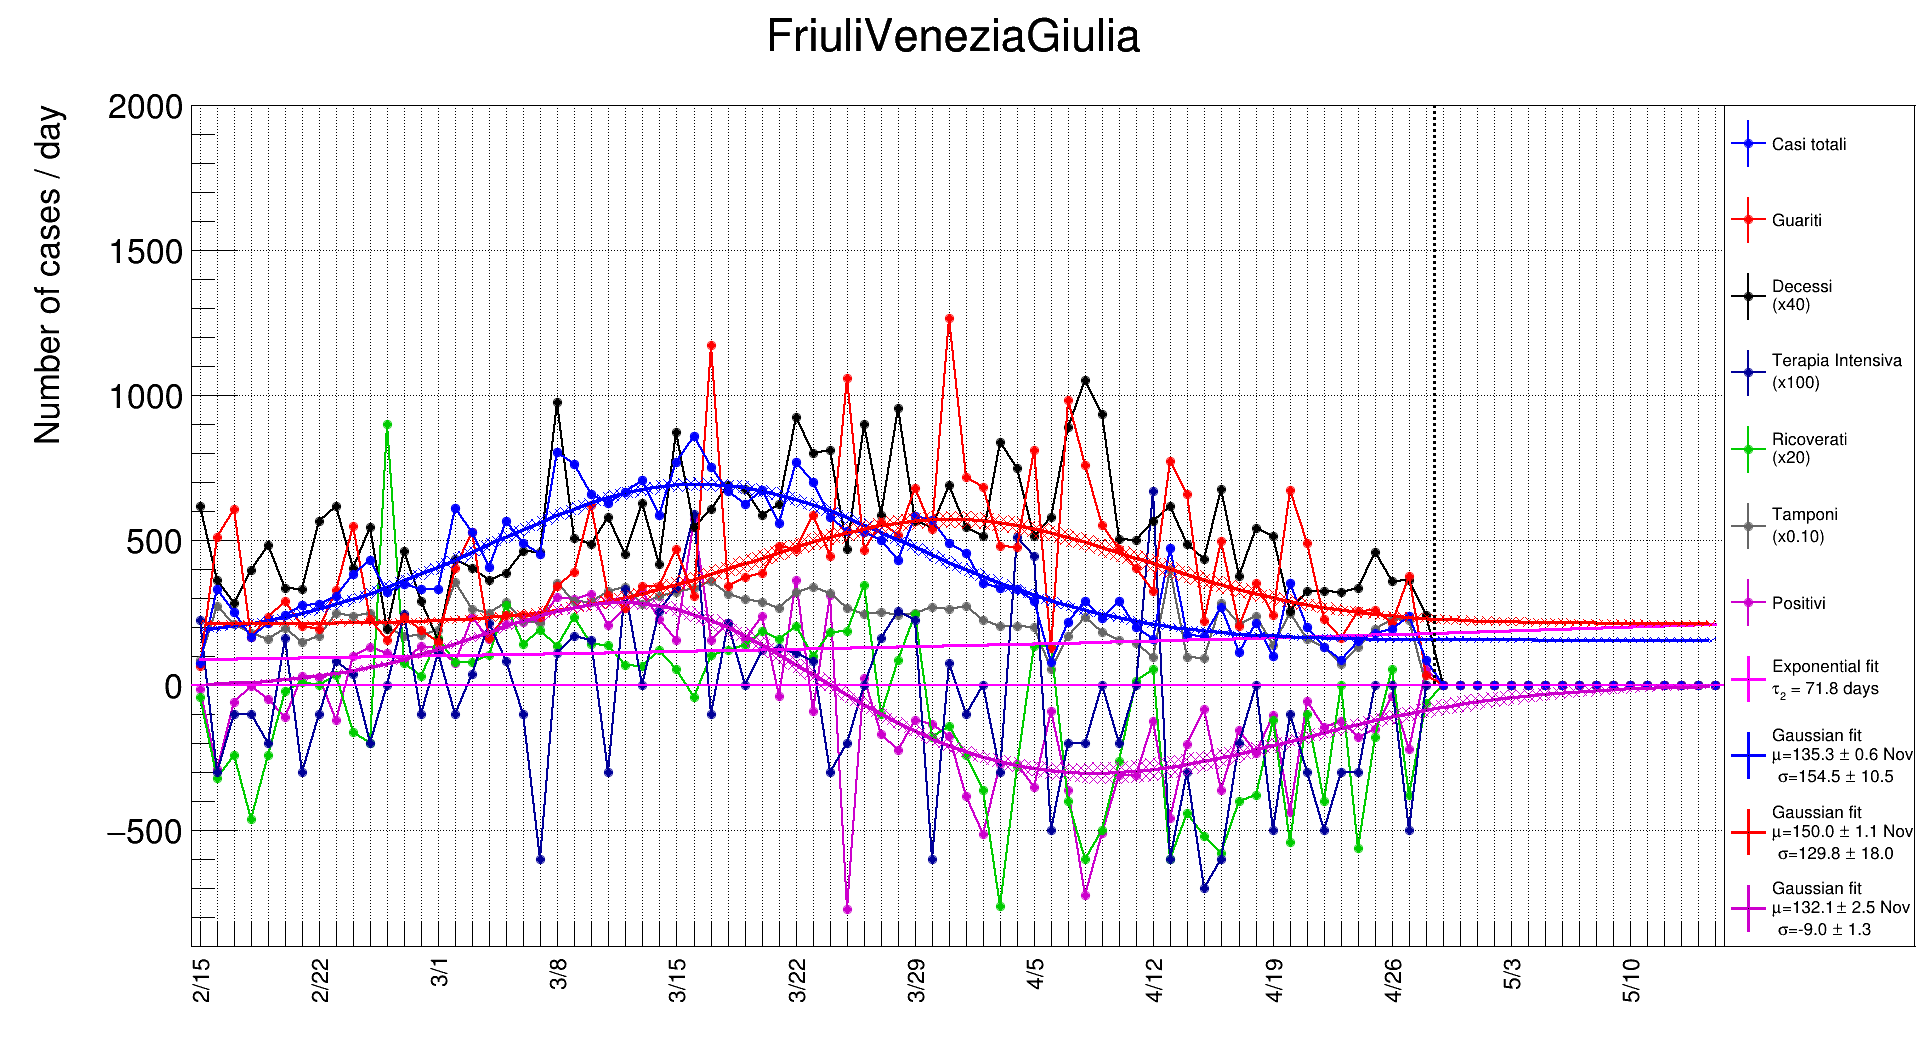 FriuliVeneziaGiulia
Number of cases / day
2000
1500
1000
500
0
−500
2/15
2/22
3/1
3/8
3/15
3/22
3/29
4/5
4/12
4/19
4/26
5/3
5/10
Casi totali
Guariti
Decessi
(x40)
Terapia Intensiva
(x100)
Ricoverati
(x20)
Tamponi
(x0.10)
Positivi
Exponential fit
τ2 = 71.8 days
Gaussian fit
μ=135.3 ± 0.6 Nov
σ=154.5 ± 10.5
Gaussian fit
μ=150.0 ± 1.1 Nov
σ=129.8 ± 18.0
Gaussian fit
μ=132.1 ± 2.5 Nov
σ=-9.0 ± 1.3